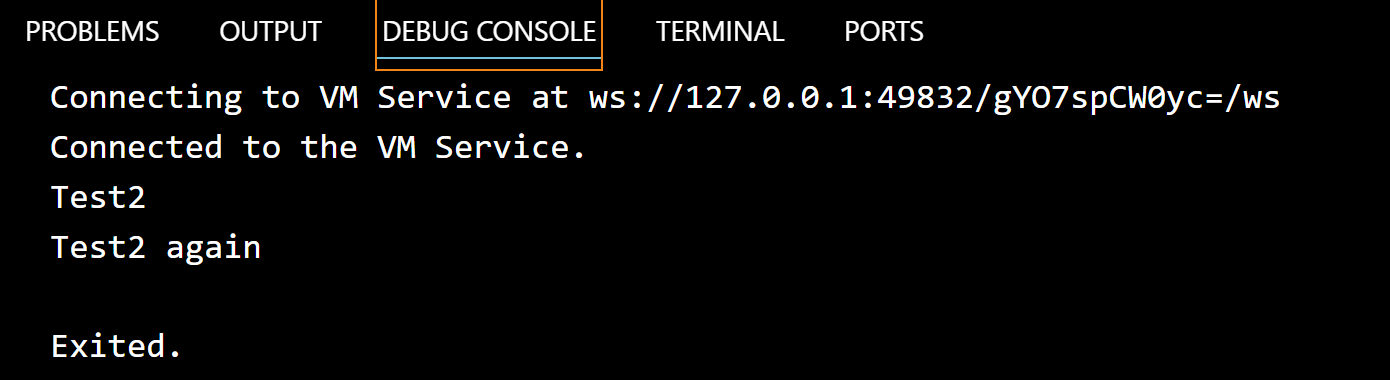 PROBLEMS OUTPUT DEBUG CONSOLE TERMINAL PORTS
Connecting to VM Service at ws://127.0.0.1:49832/gYO7spCW0yc=/ws
Connected to the VM Service.
Test2
Test2 again
Exited.